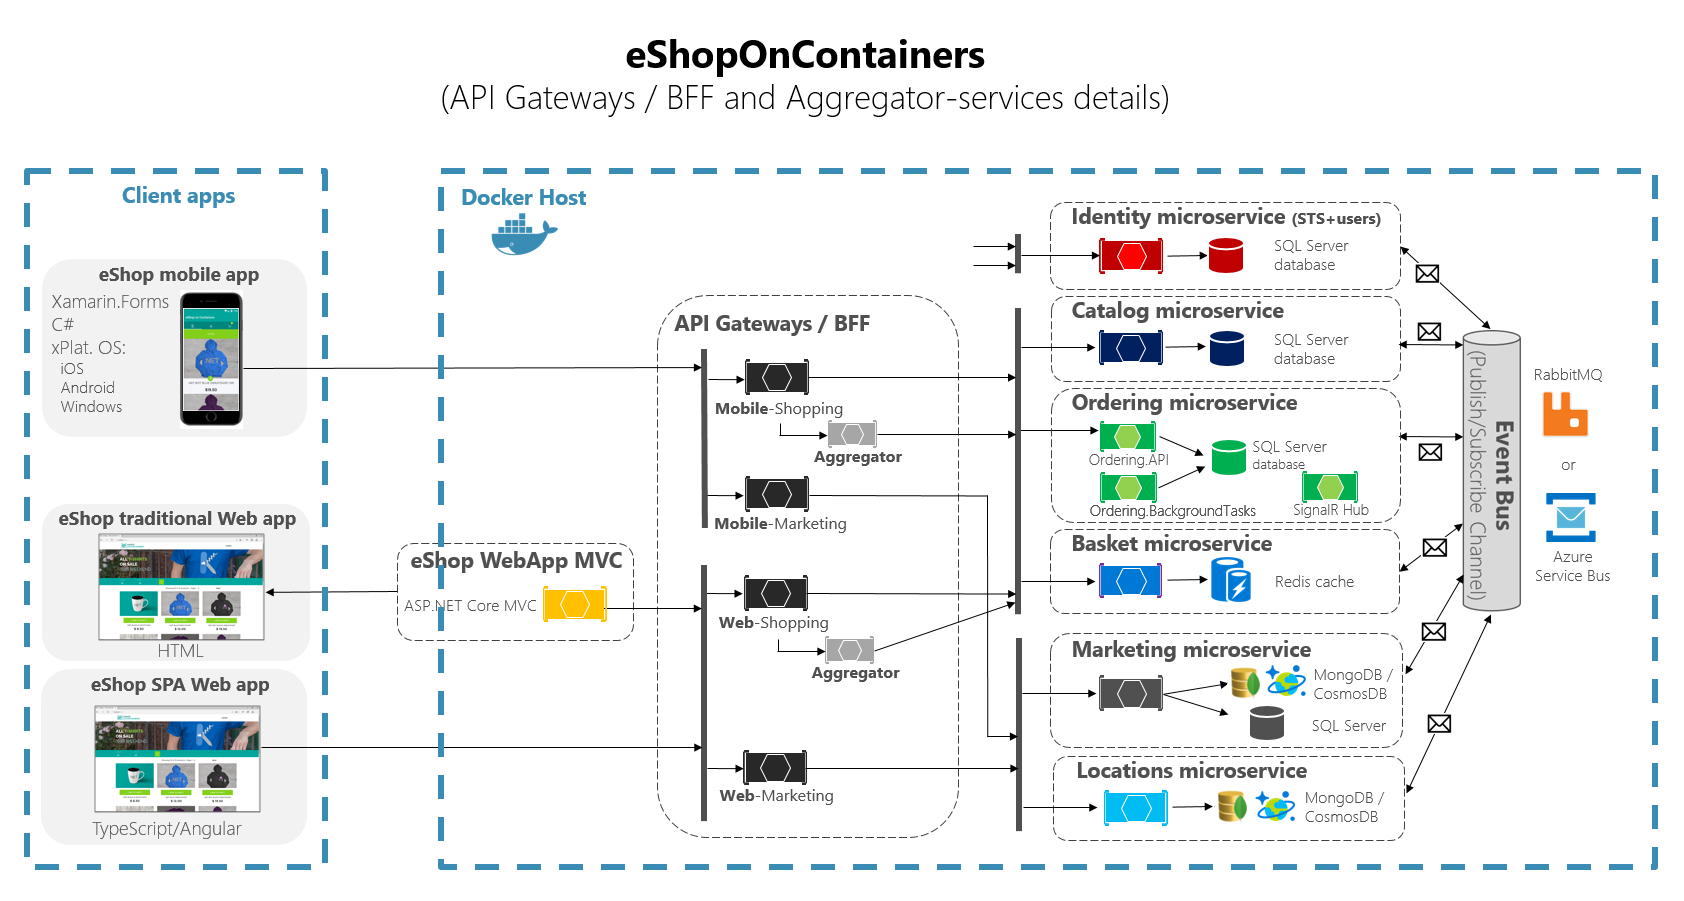 eShopOnContainers
(API Gateways / BFF and Aggregator-services details)
Client apps
eShop mobile app
Xamarin.Forms
C#
xPlat. OS:
iOS
Android
Windows
eShop traditional Web app
HTML
eShop SPA Web app
TypeScript/Angular
Docker Host
eShop WebApp MVC
ASP.NET Core MVC
API Gateways / BFF
Mobile-Shopping
Aggregator
Mobile-Marketing
Web-Shopping
Aggregator
Web-Marketing
Identity microservice (STS+users)
SQL Server
database
Catalog microservice
SQL Server
database
Ordering microservice
Ordering.API
SQL Server
database
Ordering.BackgroundTasks
SignalR Hub
Basket microservice
Redis cache
Marketing microservice
MongoDB /
CosmosDB
SQL Server
Locations microservice
MongoDB /
CosmosDB
Event Bus
(Publish/Subscribe Channel)
RabbitMQ
or
Azure
Service Bus